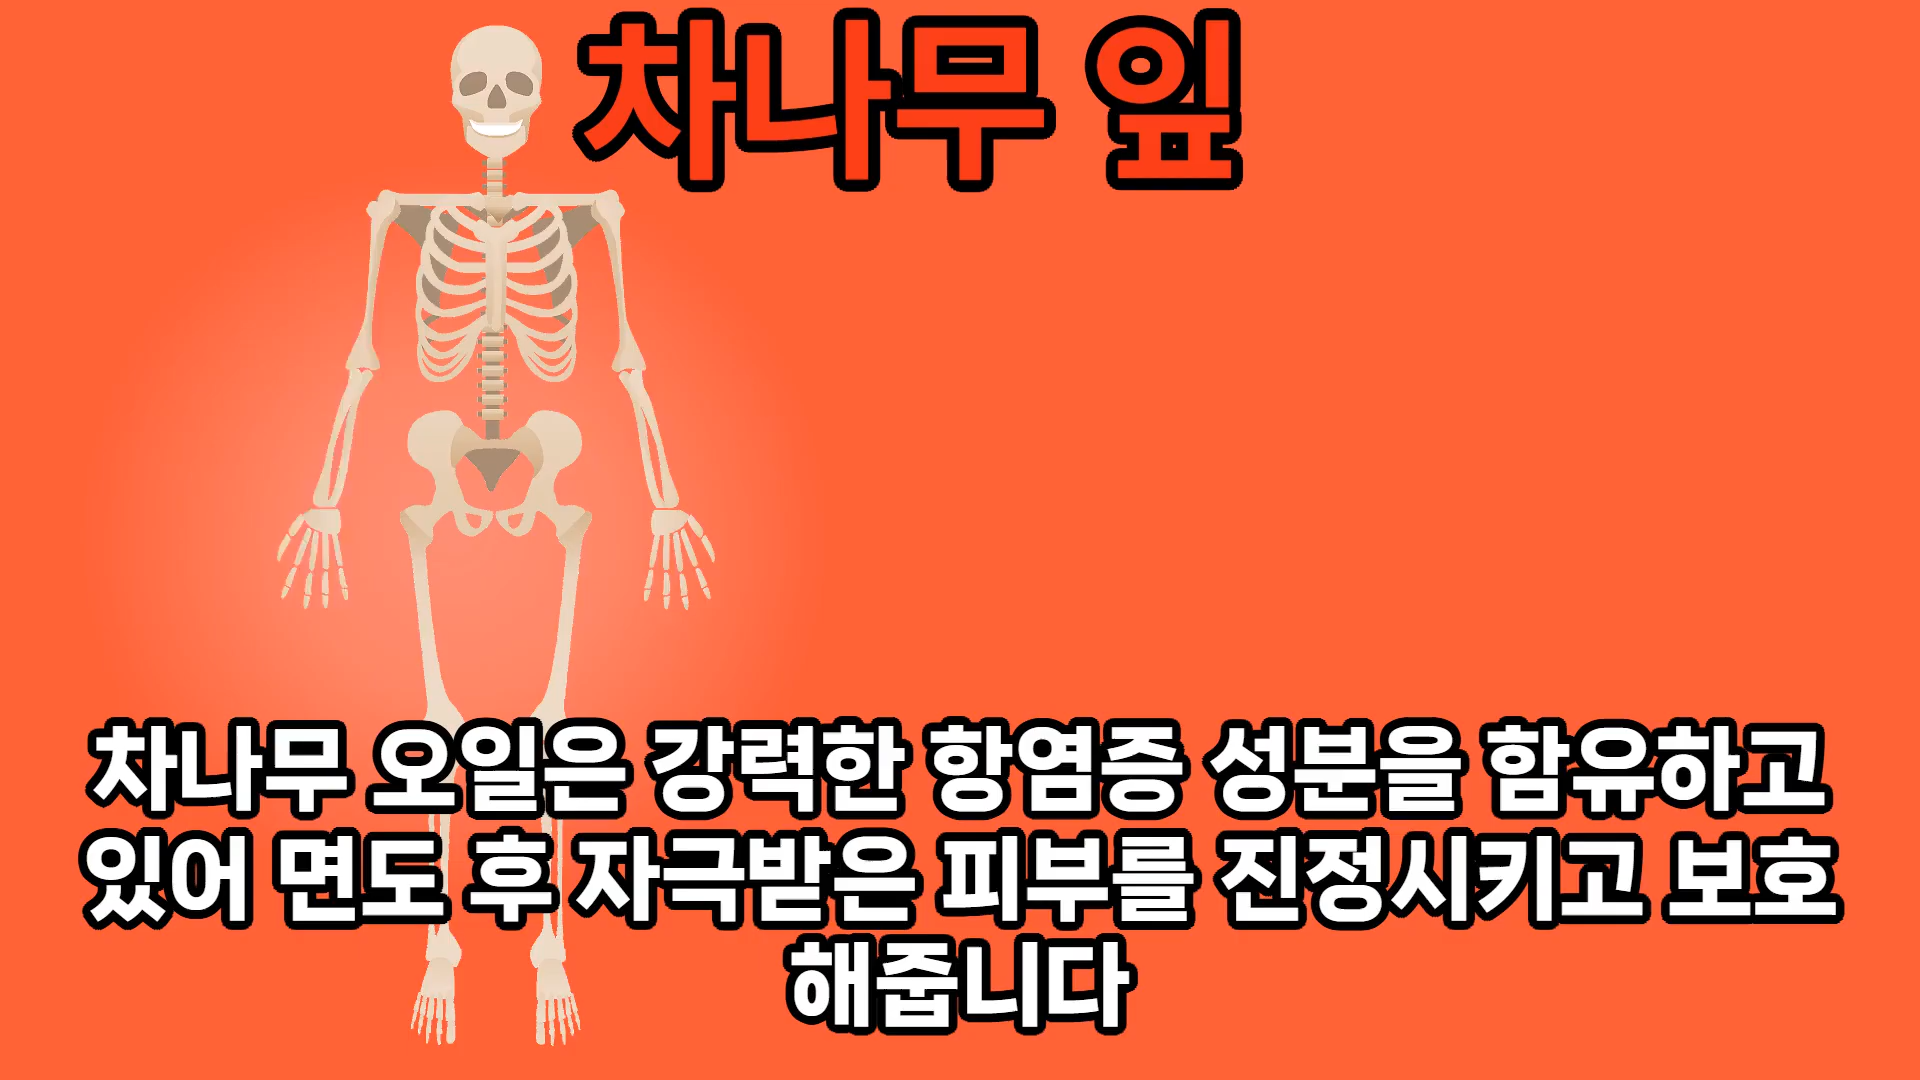 차나무 잎
차나무 오일은 강력한 항염증 성분을 함유하고
있어 면도 후 자극받은 피부를 진정시키고 보호
해줍니다